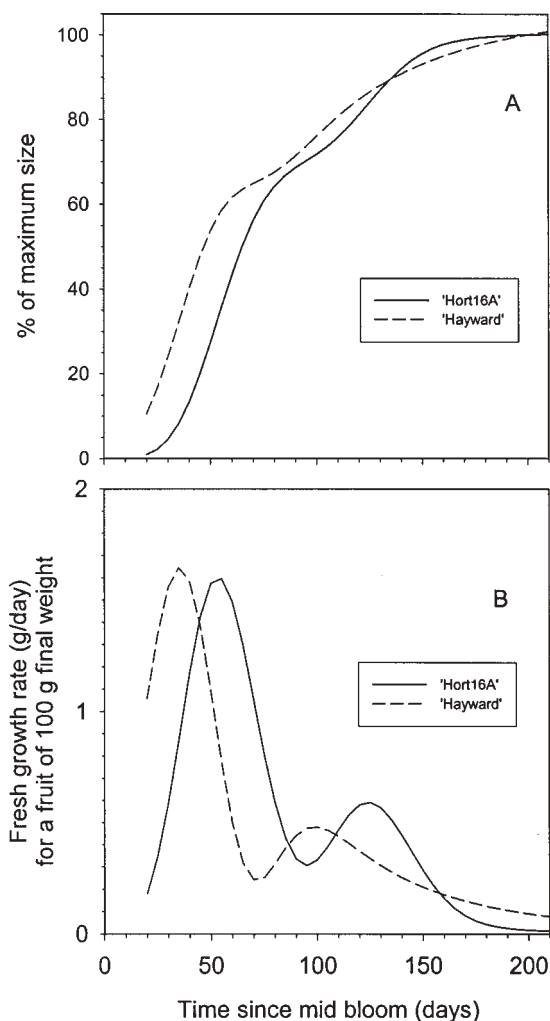 100
80
60
40
20
0
% of maximum size
A
'Hort16A'
'Hayward'
2
1
0
Fresh growth rate (g/day)
for a fruit of 100 g final weight
B
'Hort16A'
'Hayward'
0 50 100 150 200
Time since mid bloom (days)